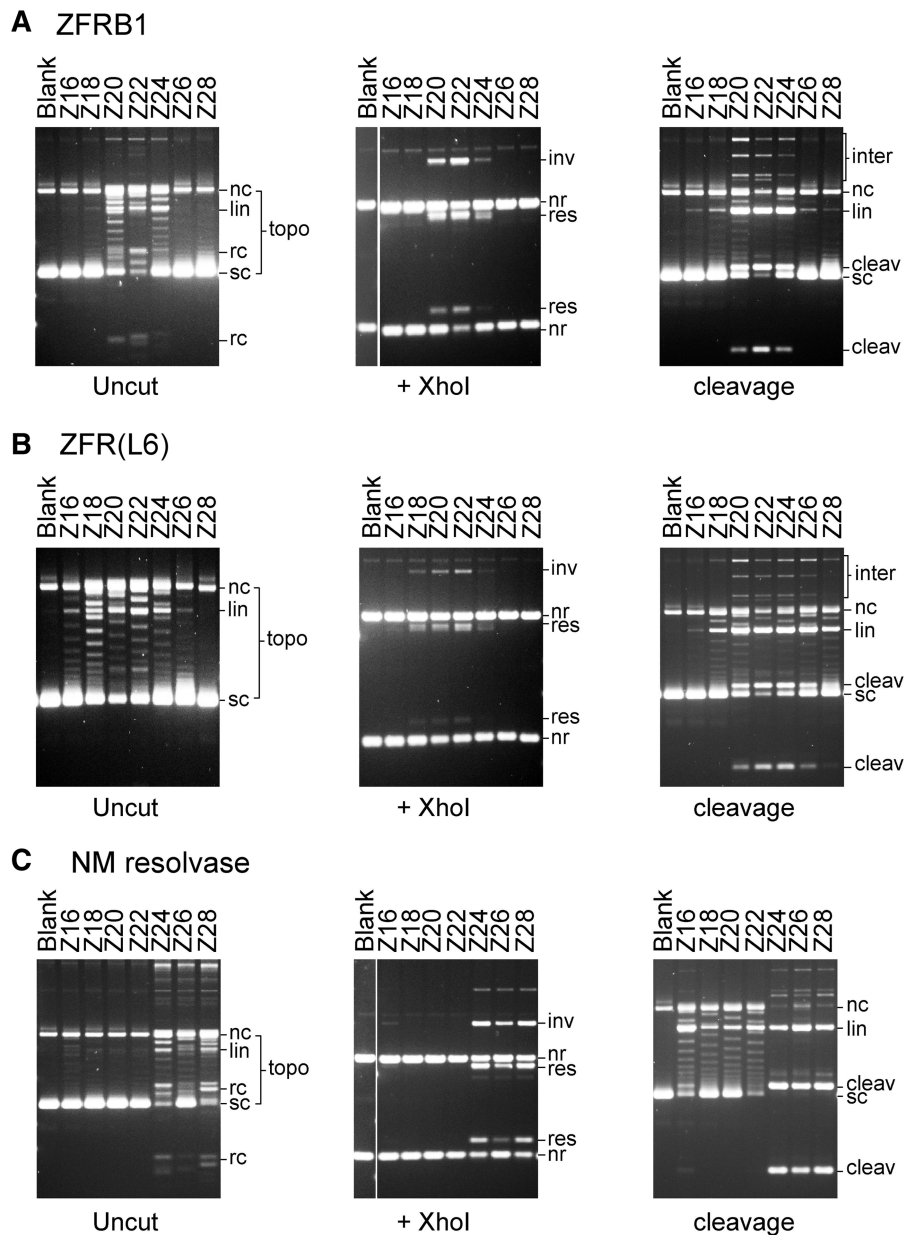 A ZFRB1
Blank Z16 Z18 Z20 Z22 Z24 Z26 Z28
nc
lin
topo
rc
sc
rc
Uncut
Blank Z16 Z18 Z20 Z22 Z24 Z26 Z28
inv
nr
res
res
nr
+ XhoI
Blank Z16 Z18 Z20 Z22 Z24 Z26 Z28
inter
nc
lin
cleav
sc
cleav
cleavage
B ZFR(L6)
Blank Z16 Z18 Z20 Z22 Z24 Z26 Z28
nc
lin
topo
sc
Uncut
Blank Z16 Z18 Z20 Z22 Z24 Z26 Z28
inv
nr
res
res
nr
+ XhoI
Blank Z16 Z18 Z20 Z22 Z24 Z26 Z28
inter
nc
lin
cleav
sc
cleav
cleavage
C NM resolvase
Blank Z16 Z18 Z20 Z22 Z24 Z26 Z28
nc
lin
topo
rc
sc
rc
Uncut
Blank Z16 Z18 Z20 Z22 Z24 Z26 Z28
inv
nr
res
res
nr
+ XhoI
Blank Z16 Z18 Z20 Z22 Z24 Z26 Z28
nc
lin
cleav
sc
cleav
cleavage